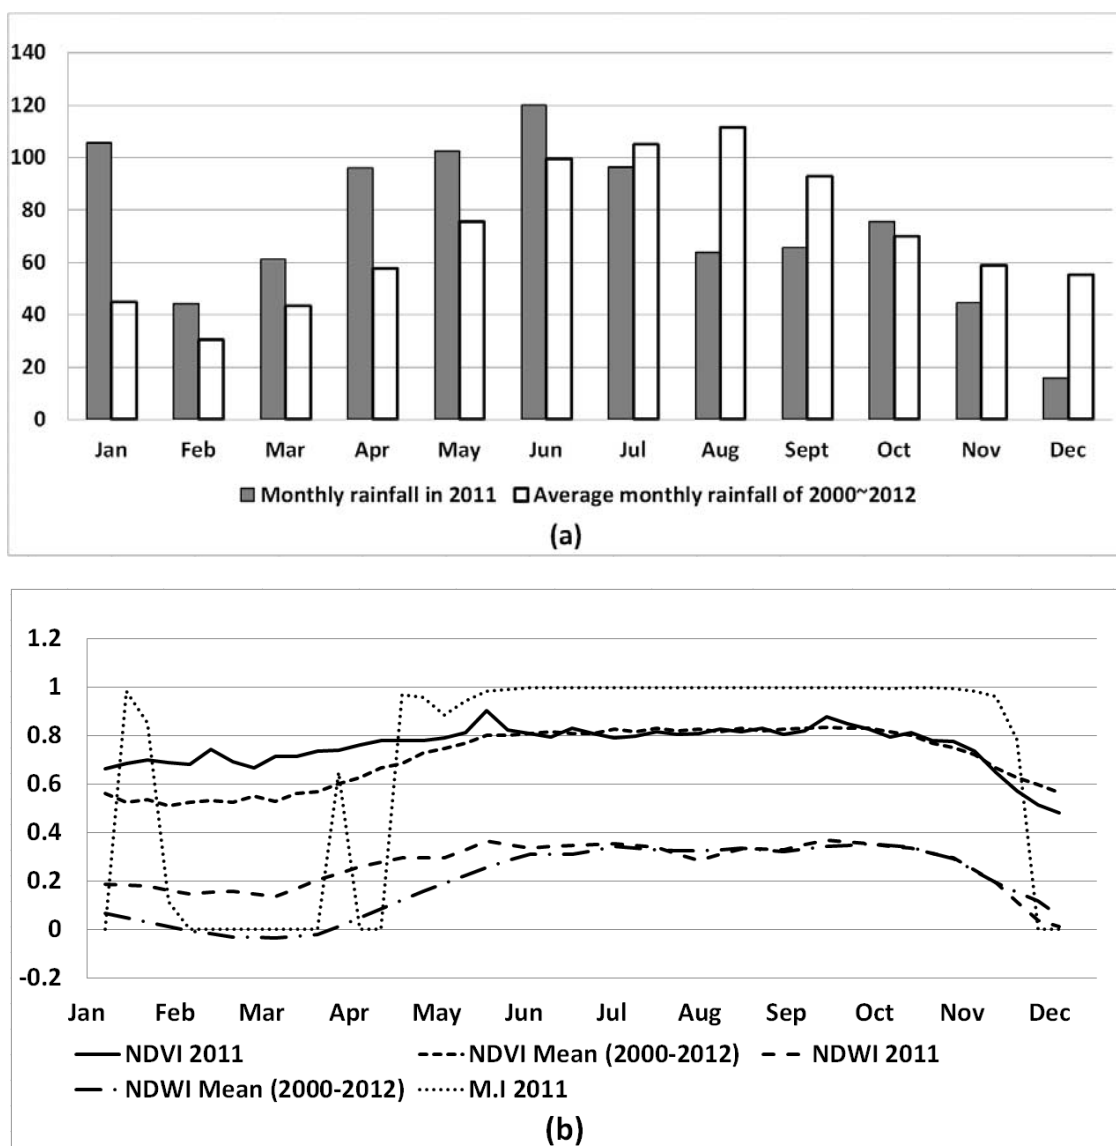 140
120
100
80
60
40
20
0
Jan Feb Mar Apr May Jun Jul Aug Sept Oct Nov Dec
Monthly rainfall in 2011 Average monthly rainfall of 2000~2012
(a)
1.2
1
0.8
0.6
0.4
0.2
0
-0.2
Jan Feb Mar Apr May Jun Jul Aug Sep Oct Nov Dec
NDVI 2011 NDVI Mean (2000-2012) NDWI 2011
NDWI Mean (2000-2012) M.I 2011
(b)